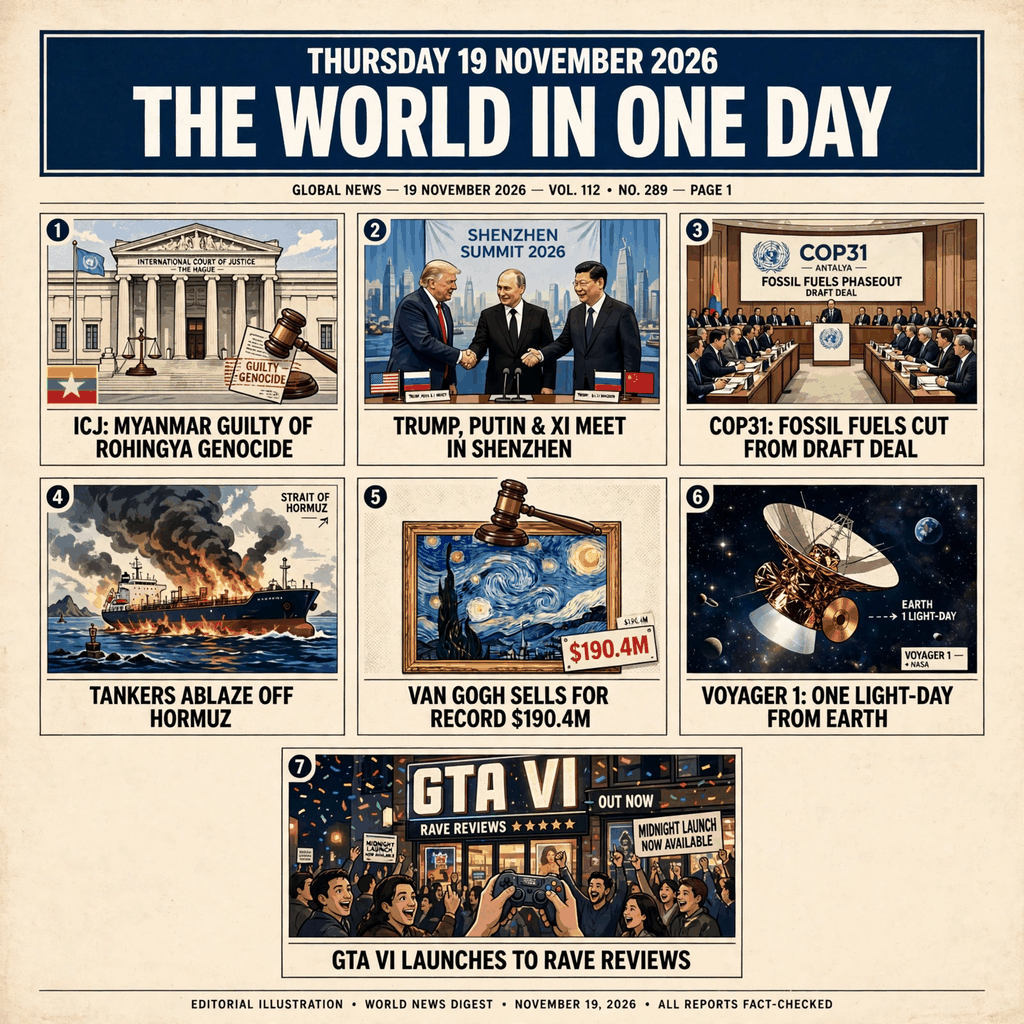 THURSDAY 19 NOVEMBER 2026
THE WORLD IN ONE DAY
GLOBAL NEWS — 19 NOVEMBER 2026 — VOL. 112 • NO. 289 — PAGE 1
1
INTERNATIONAL COURT OF JUSTICE
— THE HAGUE —
GUILTY
GENOCIDE
ICJ: MYANMAR GUILTY OF
ROHINGYA GENOCIDE
2
SHENZHEN
SUMMIT 2026
TRUMP, PUTIN & XI MEET
IN SHENZHEN
3
COP31
— ANTALYA —
FOSSIL FUELS PHASEOUT
DRAFT DEAL
COP31: FOSSIL FUELS CUT
FROM DRAFT DEAL
4
STRAIT OF
HORMUZ
TANKERS ABLAZE OFF
HORMUZ
5
$190.4M
VAN GOGH SELLS FOR
RECORD $190.4M
6
EARTH
1 LIGHT-DAY
VOYAGER 1 —
• NASA
VOYAGER 1: ONE LIGHT-DAY
FROM EARTH
7
GTA VI
OUT NOW
RAVE REVIEWS ★★★★★
MIDNIGHT LAUNCH
NOW AVAILABLE
MIDNIGHT
LAUNCH
NOW AVAILABLE
GTA VI LAUNCHES TO RAVE REVIEWS
EDITORIAL ILLUSTRATION • WORLD NEWS DIGEST • NOVEMBER 19, 2026 • ALL REPORTS FACT-CHECKED